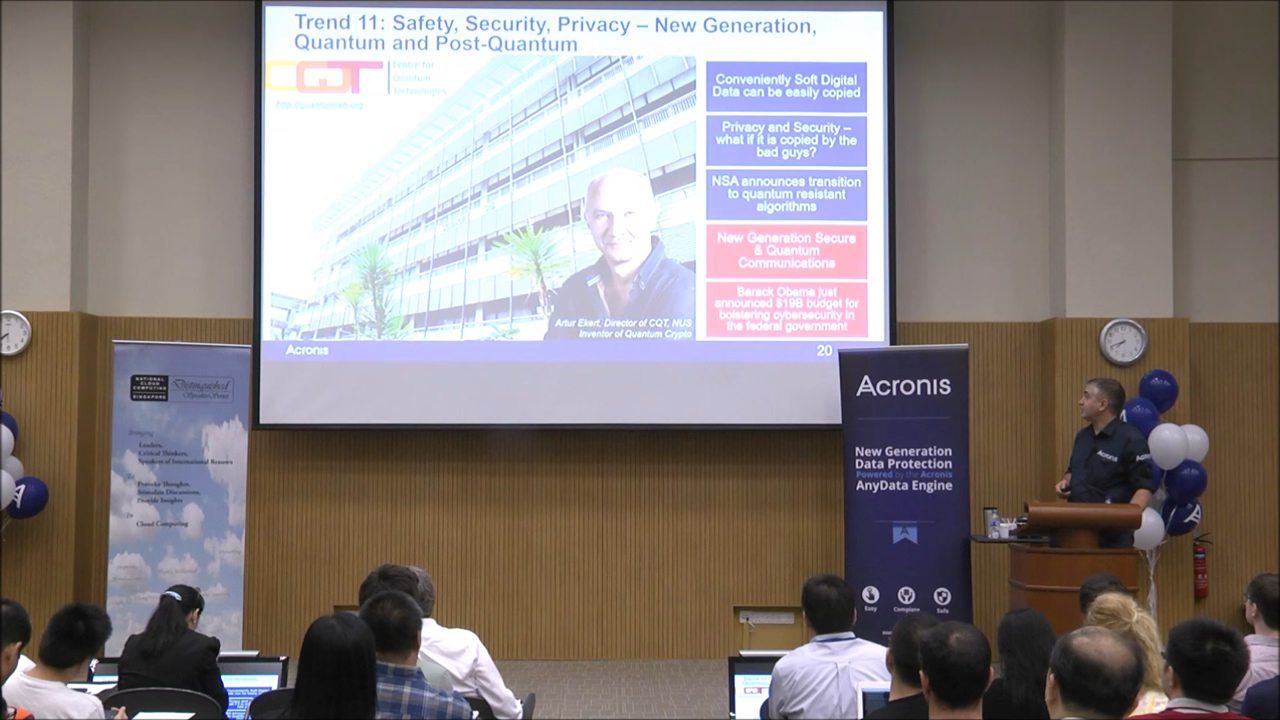 Trend 11: Safety, Security, Privacy – New Generation,
Quantum and Post-Quantum
CQT
Centre for
Quantum
Technologies
Conveniently Soft Digital
Data can be easily copied
Privacy and Security –
what if it is copied by the
bad guys?
NSA announces transition
to quantum resistant
algorithms
New Generation Secure
& Quantum
Communications
Barack Obama just
announced $19B budget for
bolstering cybersecurity in
the federal government
Artur Ekert, Director of CQT, NUS
Inventor of Quantum Crypto
Acronis
20
NATIONAL
CLOUD
COMPUTING
SINGAPORE
Distinguished
Speaker Series
Bringing
Leaders,
Critical Thinkers,
Speakers of International Renown
To
Provoke Thoughts,
Stimulate Discussions,
Provide Insights
In
Cloud Computing
Acronis
New Generation
Data Protection
Powered by the Acronis
AnyData Engine
Easy
Complete
Safe
Acronis